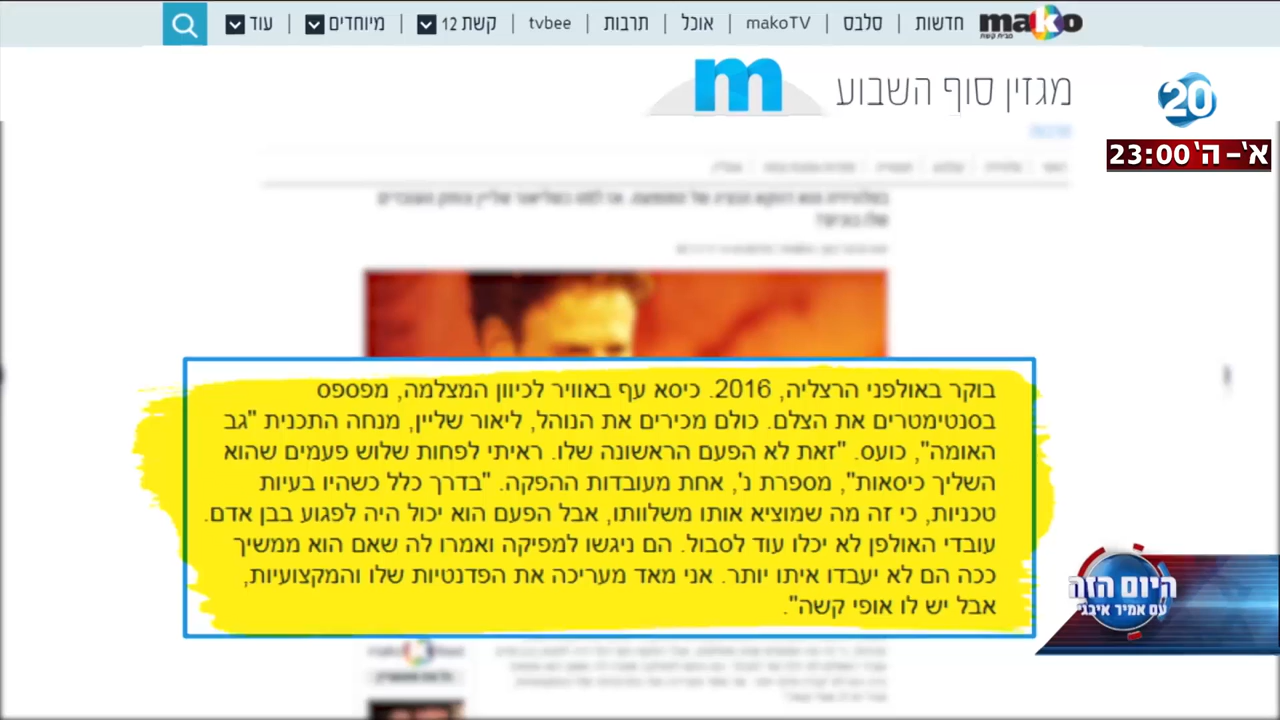 mako
מבית קשת
חדשות | סלבס | makoTV | אוכל | תרבות | tvbee | קשת 12 | מיוחדים | עוד
מגזין סוף השבוע
m
20
א'-ה' 23:00
בוקר באולפני הרצליה, 2016. כיסא עף באוויר לכיוון המצלמה, מפספס
בסנטימטרים את הצלם. כולם מכירים את הנוהל, ליאור שליין, מנחה התכנית "גב
האומה", כועס. "זאת לא הפעם הראשונה שלו. ראיתי לפחות שלוש פעמים שהוא
השליך כיסאות", מספרת נ', אחת מעובדות ההפקה. "בדרך כלל כשהיו בעיות
טכניות, כי זה מה שמוציא אותו משלוותו, אבל הפעם הוא יכול היה לפגוע בבן אדם.
עובדי האולפן לא יכלו עוד לסבול. הם ניגשו למפיקה ואמרו לה שאם הוא ממשיך
ככה הם לא יעבדו איתו יותר. אני מאד מעריכה את הפדנטיות שלו והמקצועיות,
אבל יש לו אופי קשה".
היום הזה
עם אמיר איבגי